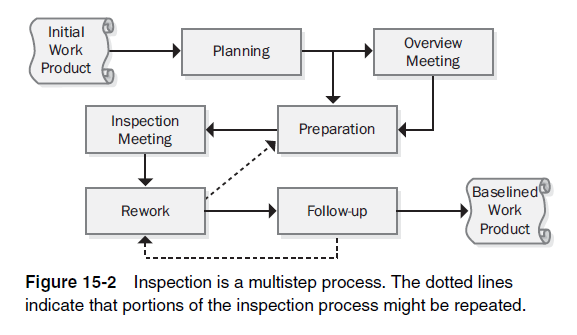 Initial
Work
Product
Planning
Overview
Meeting
Inspection
Meeting
Preparation
Rework
Follow-up
Baselined
Work
Product
Figure 15-2 Inspection is a multistep process. The dotted lines
indicate that portions of the inspection process might be repeated.